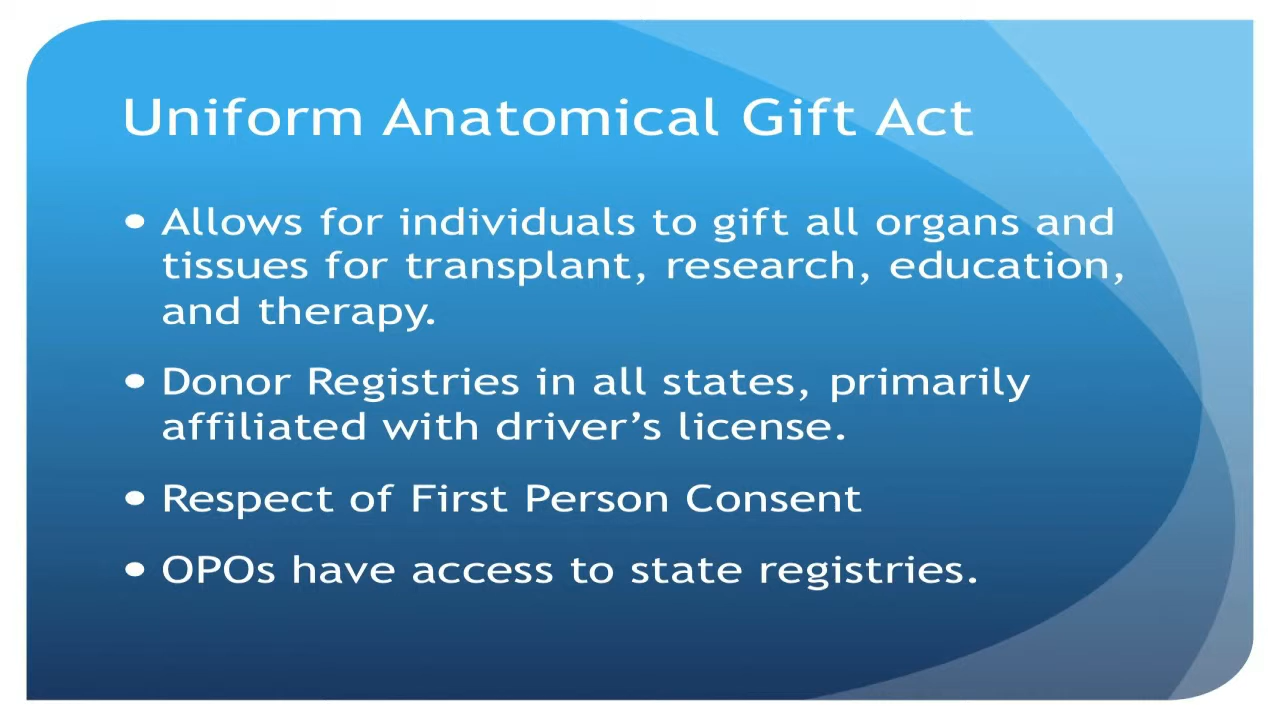 Uniform Anatomical Gift Act
• Allows for individuals to gift all organs and
tissues for transplant, research, education,
and therapy.
• Donor Registries in all states, primarily
affiliated with driver’s license.
• Respect of First Person Consent
• OPOs have access to state registries.